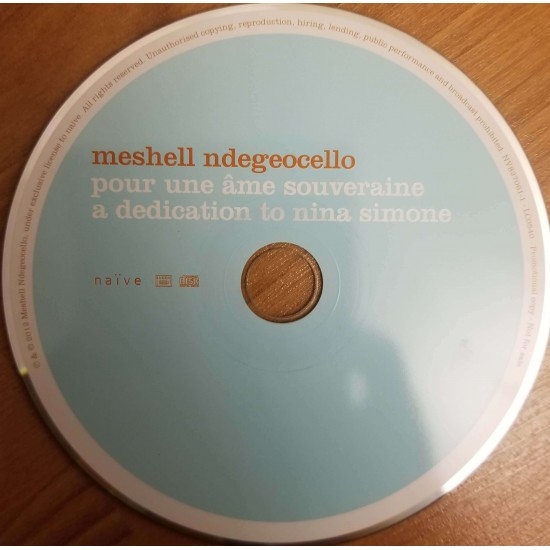 meshell ndegeocello
pour une âme souveraine
a dedication to nina simone
naïve
℗ & © 2012 Meshell Ndegeocello, under exclusive license to naïve. All rights reserved. Unauthorised copying, reproduction, hiring, lending, public performance and broadcast prohibited.